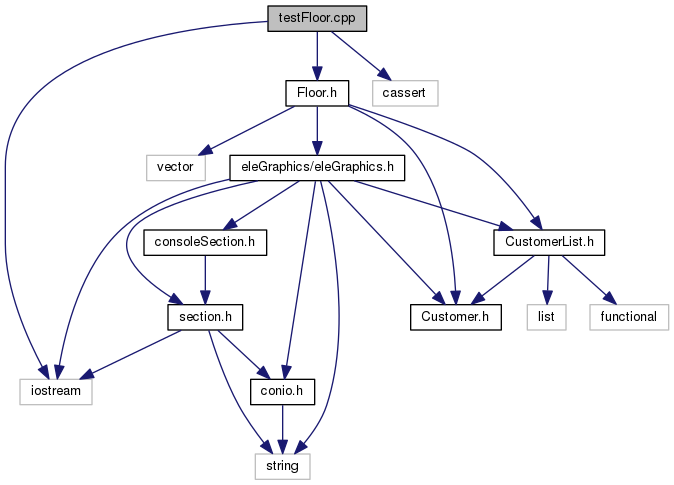 testFloor.cpp
Floor.h
cassert
vector
eleGraphics/eleGraphics.h
consoleSection.h
CustomerList.h
section.h
Customer.h
list
functional
iostream
conio.h
string